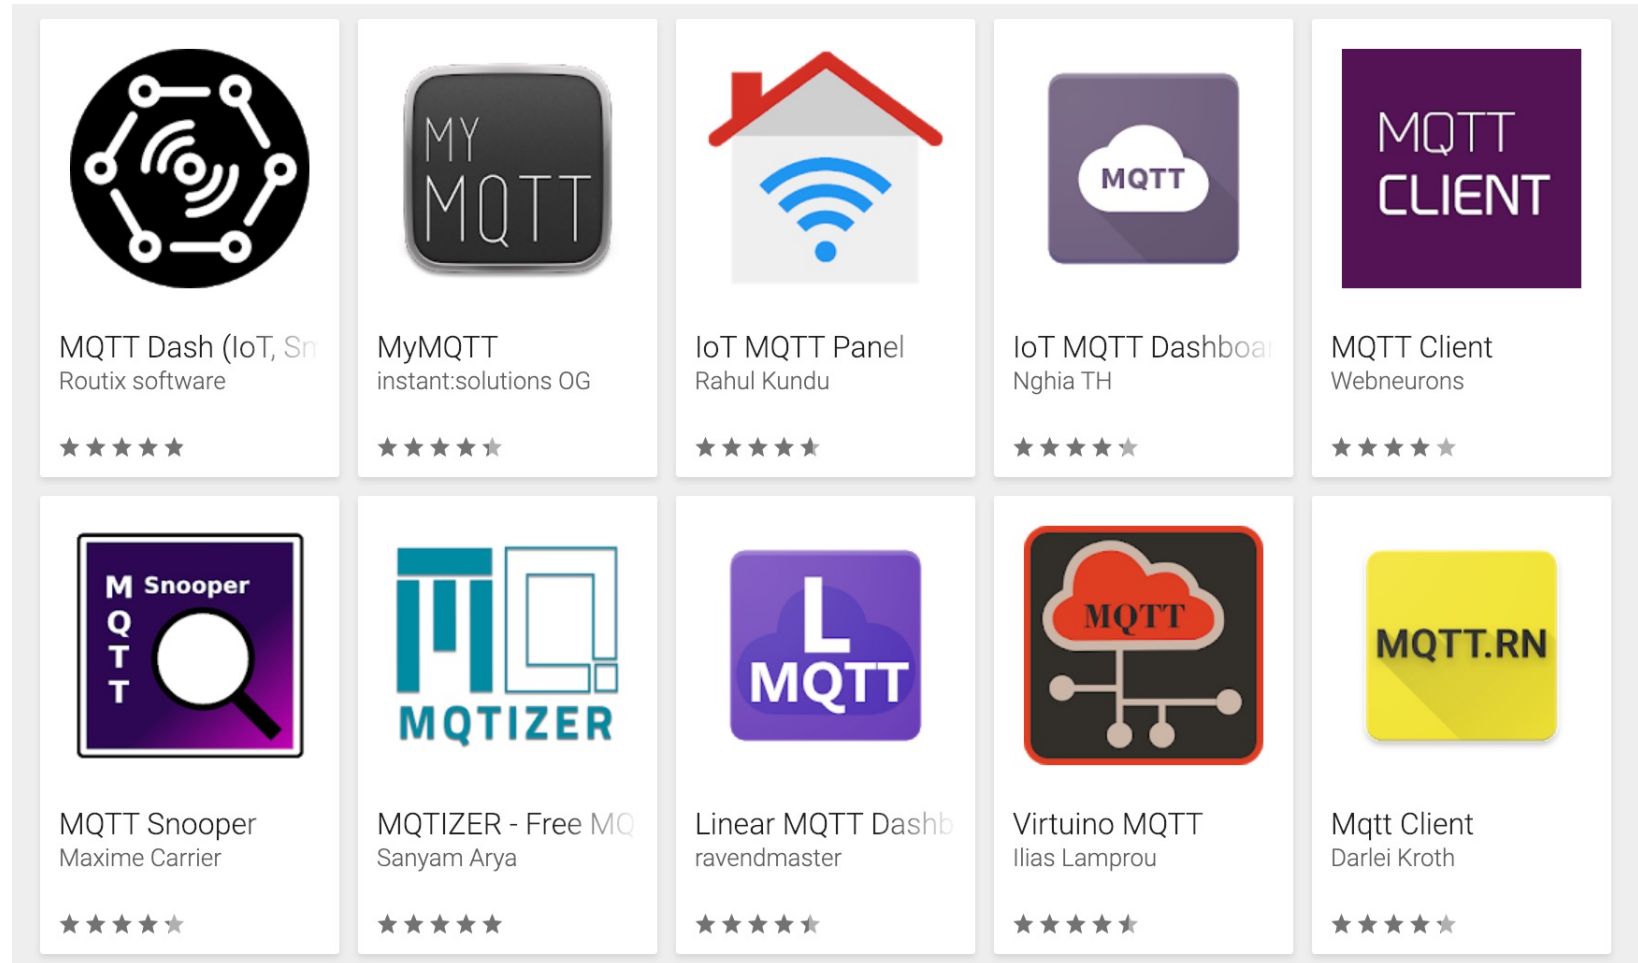 MY
MQTT
MQTT
MQTT
CLIENT
MQTT Dash (IoT, Sm
Routix software
MyMQTT
instant:solutions OG
IoT MQTT Panel
Rahul Kundu
IoT MQTT Dashboar
Nghia TH
MQTT Client
Webneurons
M Snooper
Q
T
T
MQ
MQTIZER
L
MQTT
MQTT
MQTT.RN
MQTT Snooper
Maxime Carrier
MQTIZER - Free MQ
Sanyam Arya
Linear MQTT Dashb
ravendmaster
Virtuino MQTT
Ilias Lamprou
Mqtt Client
Darlei Kroth